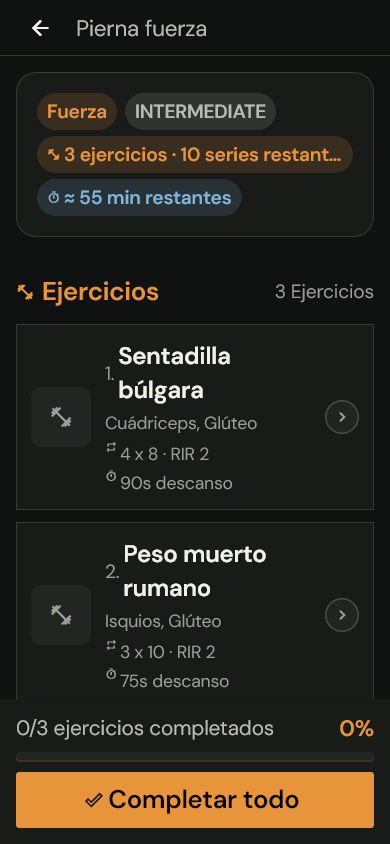 Pierna fuerza
Fuerza
INTERMEDIATE
3 ejercicios · 10 series restant...
≈ 55 min restantes
Ejercicios
3 Ejercicios
1. Sentadilla
búlgara
Cuádriceps, Glúteo
4 x 8 · RIR 2
90s descanso
2. Peso muerto
rumano
Isquios, Glúteo
3 x 10 · RIR 2
75s descanso
0/3 ejercicios completados
0%
Completar todo